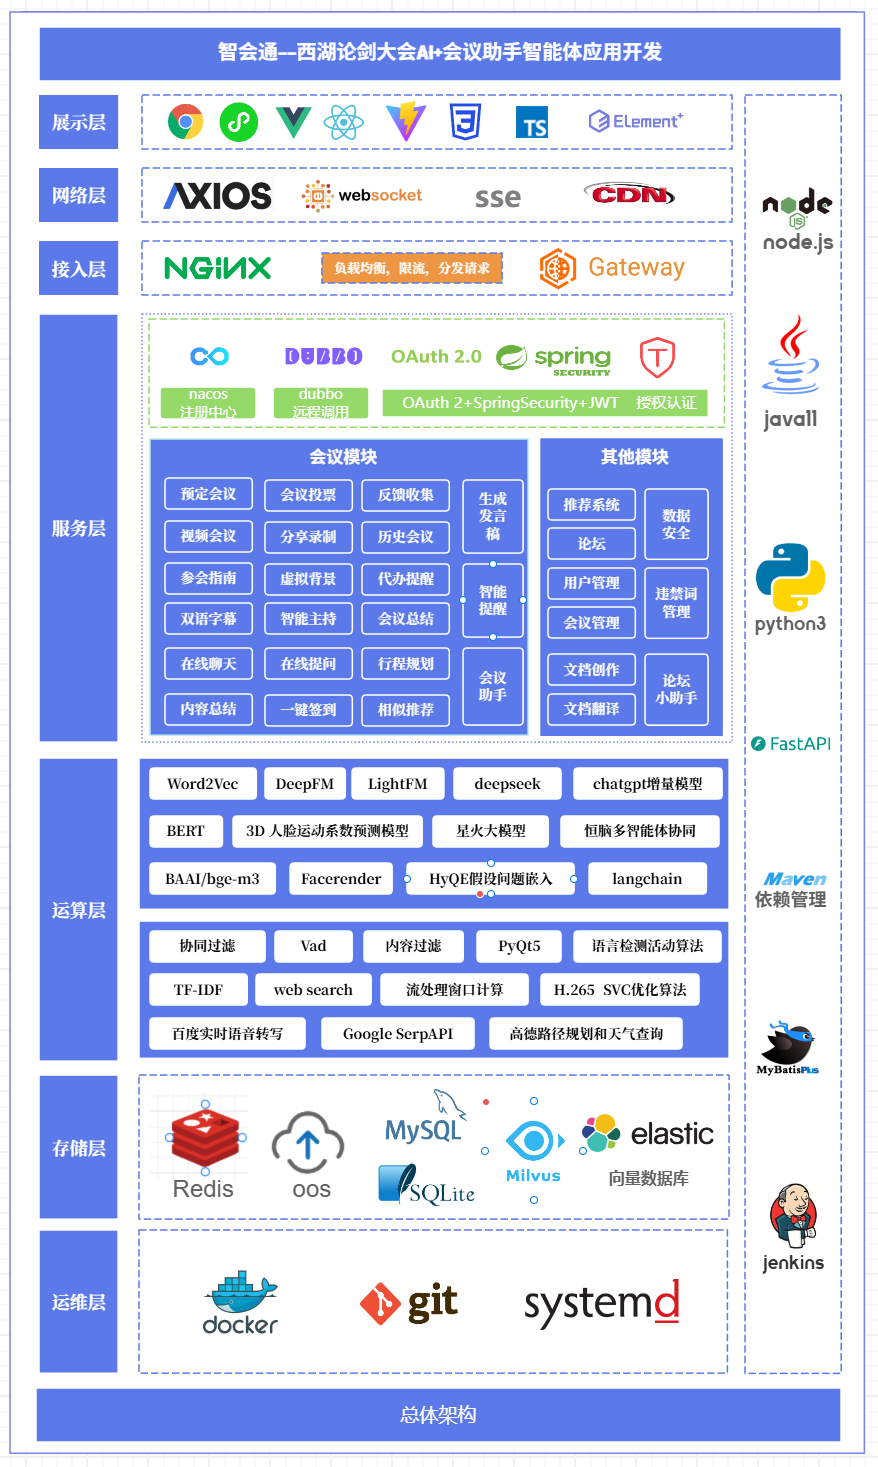 智会通--西湖论剑大会AI+会议助手智能体应用开发
展示层
TS
ELement+
网络层
AXIOS
websocket
sse
CDN
接入层
NGiNX
负载均衡，限流，分发请求
Gateway
服务层
DUBBO
OAuth 2.0
spring
SECURITY
nacos
注册中心
dubbo
远程调用
OAuth 2+SpringSecurity+JWT 授权认证
会议模块
预定会议
会议投票
反馈收集
生成
发言
稿
视频会议
分享录制
历史会议
参会指南
虚拟背景
代办提醒
智能
提醒
双语字幕
智能主持
会议总结
在线聊天
在线提问
行程规划
会议
助手
内容总结
一键签到
相似推荐
其他模块
推荐系统
数据
安全
论坛
用户管理
违禁词
管理
会议管理
文档创作
论坛
小助手
文档翻译
运算层
Word2Vec
DeepFM
LightFM
deepseek
chatgpt增量模型
BERT
3D 人脸运动系数预测模型
星火大模型
恒脑多智能体协同
BAAI/bge-m3
Facerender
HyQE假设问题嵌入
langchain
协同过滤
Vad
内容过滤
PyQt5
语言检测活动算法
TF-IDF
web search
流处理窗口计算
H.265 SVC优化算法
百度实时语音转写
Google SerpAPI
高德路径规划和天气查询
存储层
Redis
oos
MySQL
SQLite
Milvus
elastic
向量数据库
运维层
docker
git
systemd
node
JS
node.js
java11
python3
FastAPI
Maven
依赖管理
MyBatisPlus
jenkins
总体架构